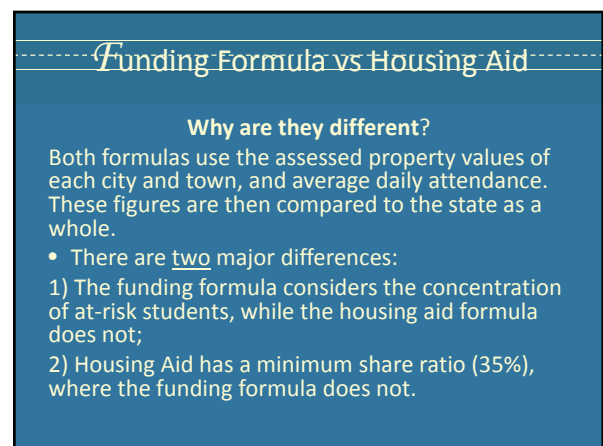 Funding Formula vs Housing Aid
Why are they different?
Both formulas use the assessed property values of
each city and town, and average daily attendance.
These figures are then compared to the state as a
whole.
• There are two major differences:
1) The funding formula considers the concentration
of at-risk students, while the housing aid formula
does not;
2) Housing Aid has a minimum share ratio (35%),
where the funding formula does not.